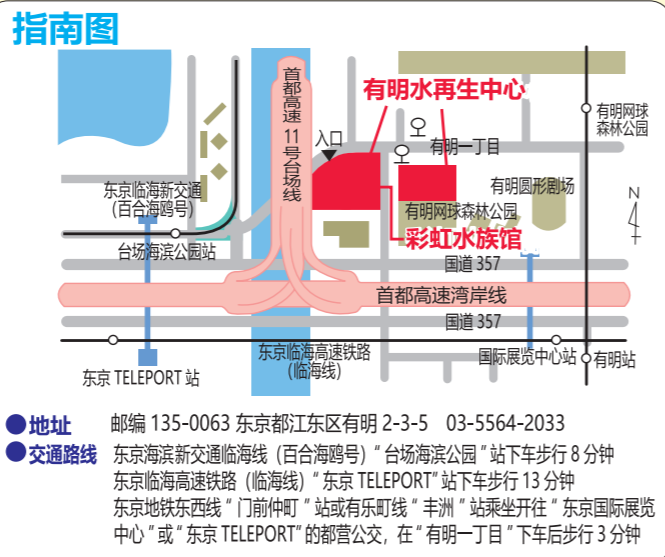 指南图
首都高速11号台场线
有明水再生中心
入口
有明一丁目
有明网球
森林公园
东京临海新交通
（百合海鸥号）
台场海滨公园站
有明圆形剧场
有明网球森林公园
彩虹水族馆
N
国道 357
首都高速湾岸线
国道 357
东京临海高速铁路
（临海线）
东京 TELEPORT 站
国际展览中心站
有明站
●地址 邮编 135-0063 东京都江东区有明 2-3-5 03-5564-2033
●交通路线 东京海滨新交通临海线（百合海鸥号）“ 台场海滨公园 ” 站下车步行 8 分钟
东京临海高速铁路（临海线）“ 东京 TELEPORT” 站下车步行 13 分钟
东京地铁东西线 “ 门前仲町 ” 站或有乐町线 “ 丰洲 ” 站乘坐开往 “ 东京国际展览
中心 ” 或 “ 东京 TELEPORT” 的都营公交，在 “ 有明一丁目 ” 下车后步行 3 分钟